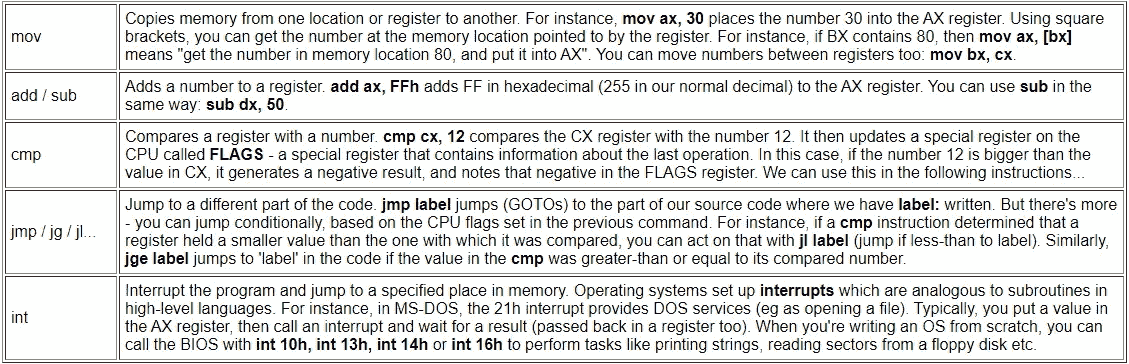 mov
Copies memory from one location or register to another. For instance, mov ax, 30 places the number 30 into the AX register. Using square
brackets, you can get the number at the memory location pointed to by the register. For instance, if BX contains 80, then mov ax, [bx]
means "get the number in memory location 80, and put it into AX". You can move numbers between registers too: mov bx, cx.
add / sub
Adds a number to a register. add ax, FFh adds FF in hexadecimal (255 in our normal decimal) to the AX register. You can use sub in the
same way: sub dx, 50.
cmp
Compares a register with a number. cmp cx, 12 compares the CX register with the number 12. It then updates a special register on the
CPU called FLAGS - a special register that contains information about the last operation. In this case, if the number 12 is bigger than the
value in CX, it generates a negative result, and notes that negative in the FLAGS register. We can use this in the following instructions...
jmp / jg / jl...
Jump to a different part of the code. jmp label jumps (GOTOs) to the part of our source code where we have label: written. But there's more
- you can jump conditionally, based on the CPU flags set in the previous command. For instance, if a cmp instruction determined that a
register held a smaller value than the one with which it was compared, you can act on that with jl label (jump if less-than to label). Similarly,
jge label jumps to 'label' in the code if the value in the cmp was greater-than or equal to its compared number.
int
Interrupt the program and jump to a specified place in memory. Operating systems set up interrupts which are analogous to subroutines in
high-level languages. For instance, in MS-DOS, the 21h interrupt provides DOS services (eg as opening a file). Typically, you put a value in
the AX register, then call an interrupt and wait for a result (passed back in a register too). When you're writing an OS from scratch, you can
call the BIOS with int 10h, int 13h, int 14h or int 16h to perform tasks like printing strings, reading sectors from a floppy disk etc.